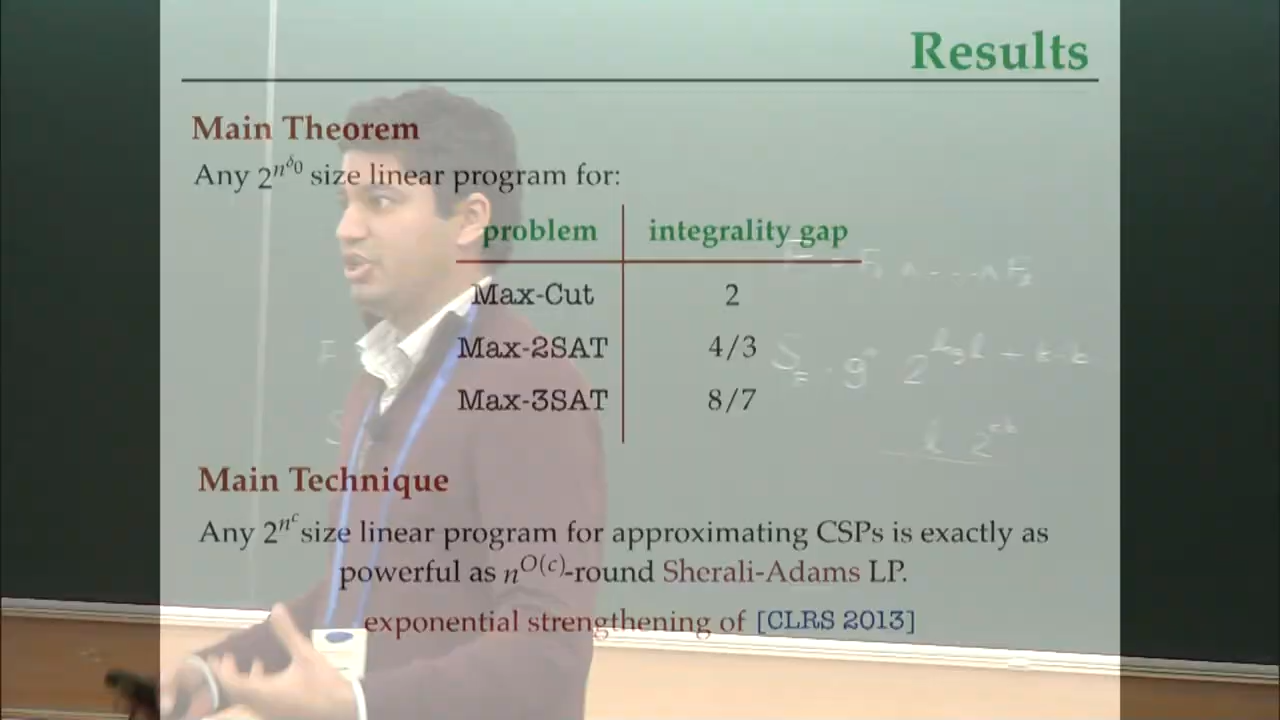 Results
Main Theorem
Any 2^{n^{δ_0}} size linear program for:
problem integrality gap
Max-Cut 2
Max-2SAT 4/3
Max-3SAT 8/7
Main Technique
Any 2^{n^c} size linear program for approximating CSPs is exactly as
powerful as n^{O(c)}-round Sherali-Adams LP.
exponential strengthening of [CLRS 2013]